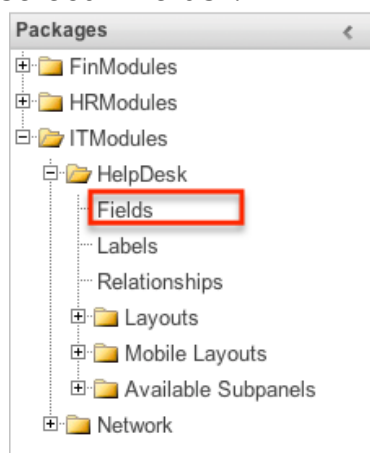 Packages
FinModules
HRModules
ITModules
HelpDesk
Fields
Labels
Relationships
Layouts
Mobile Layouts
Available Subpanels
Network